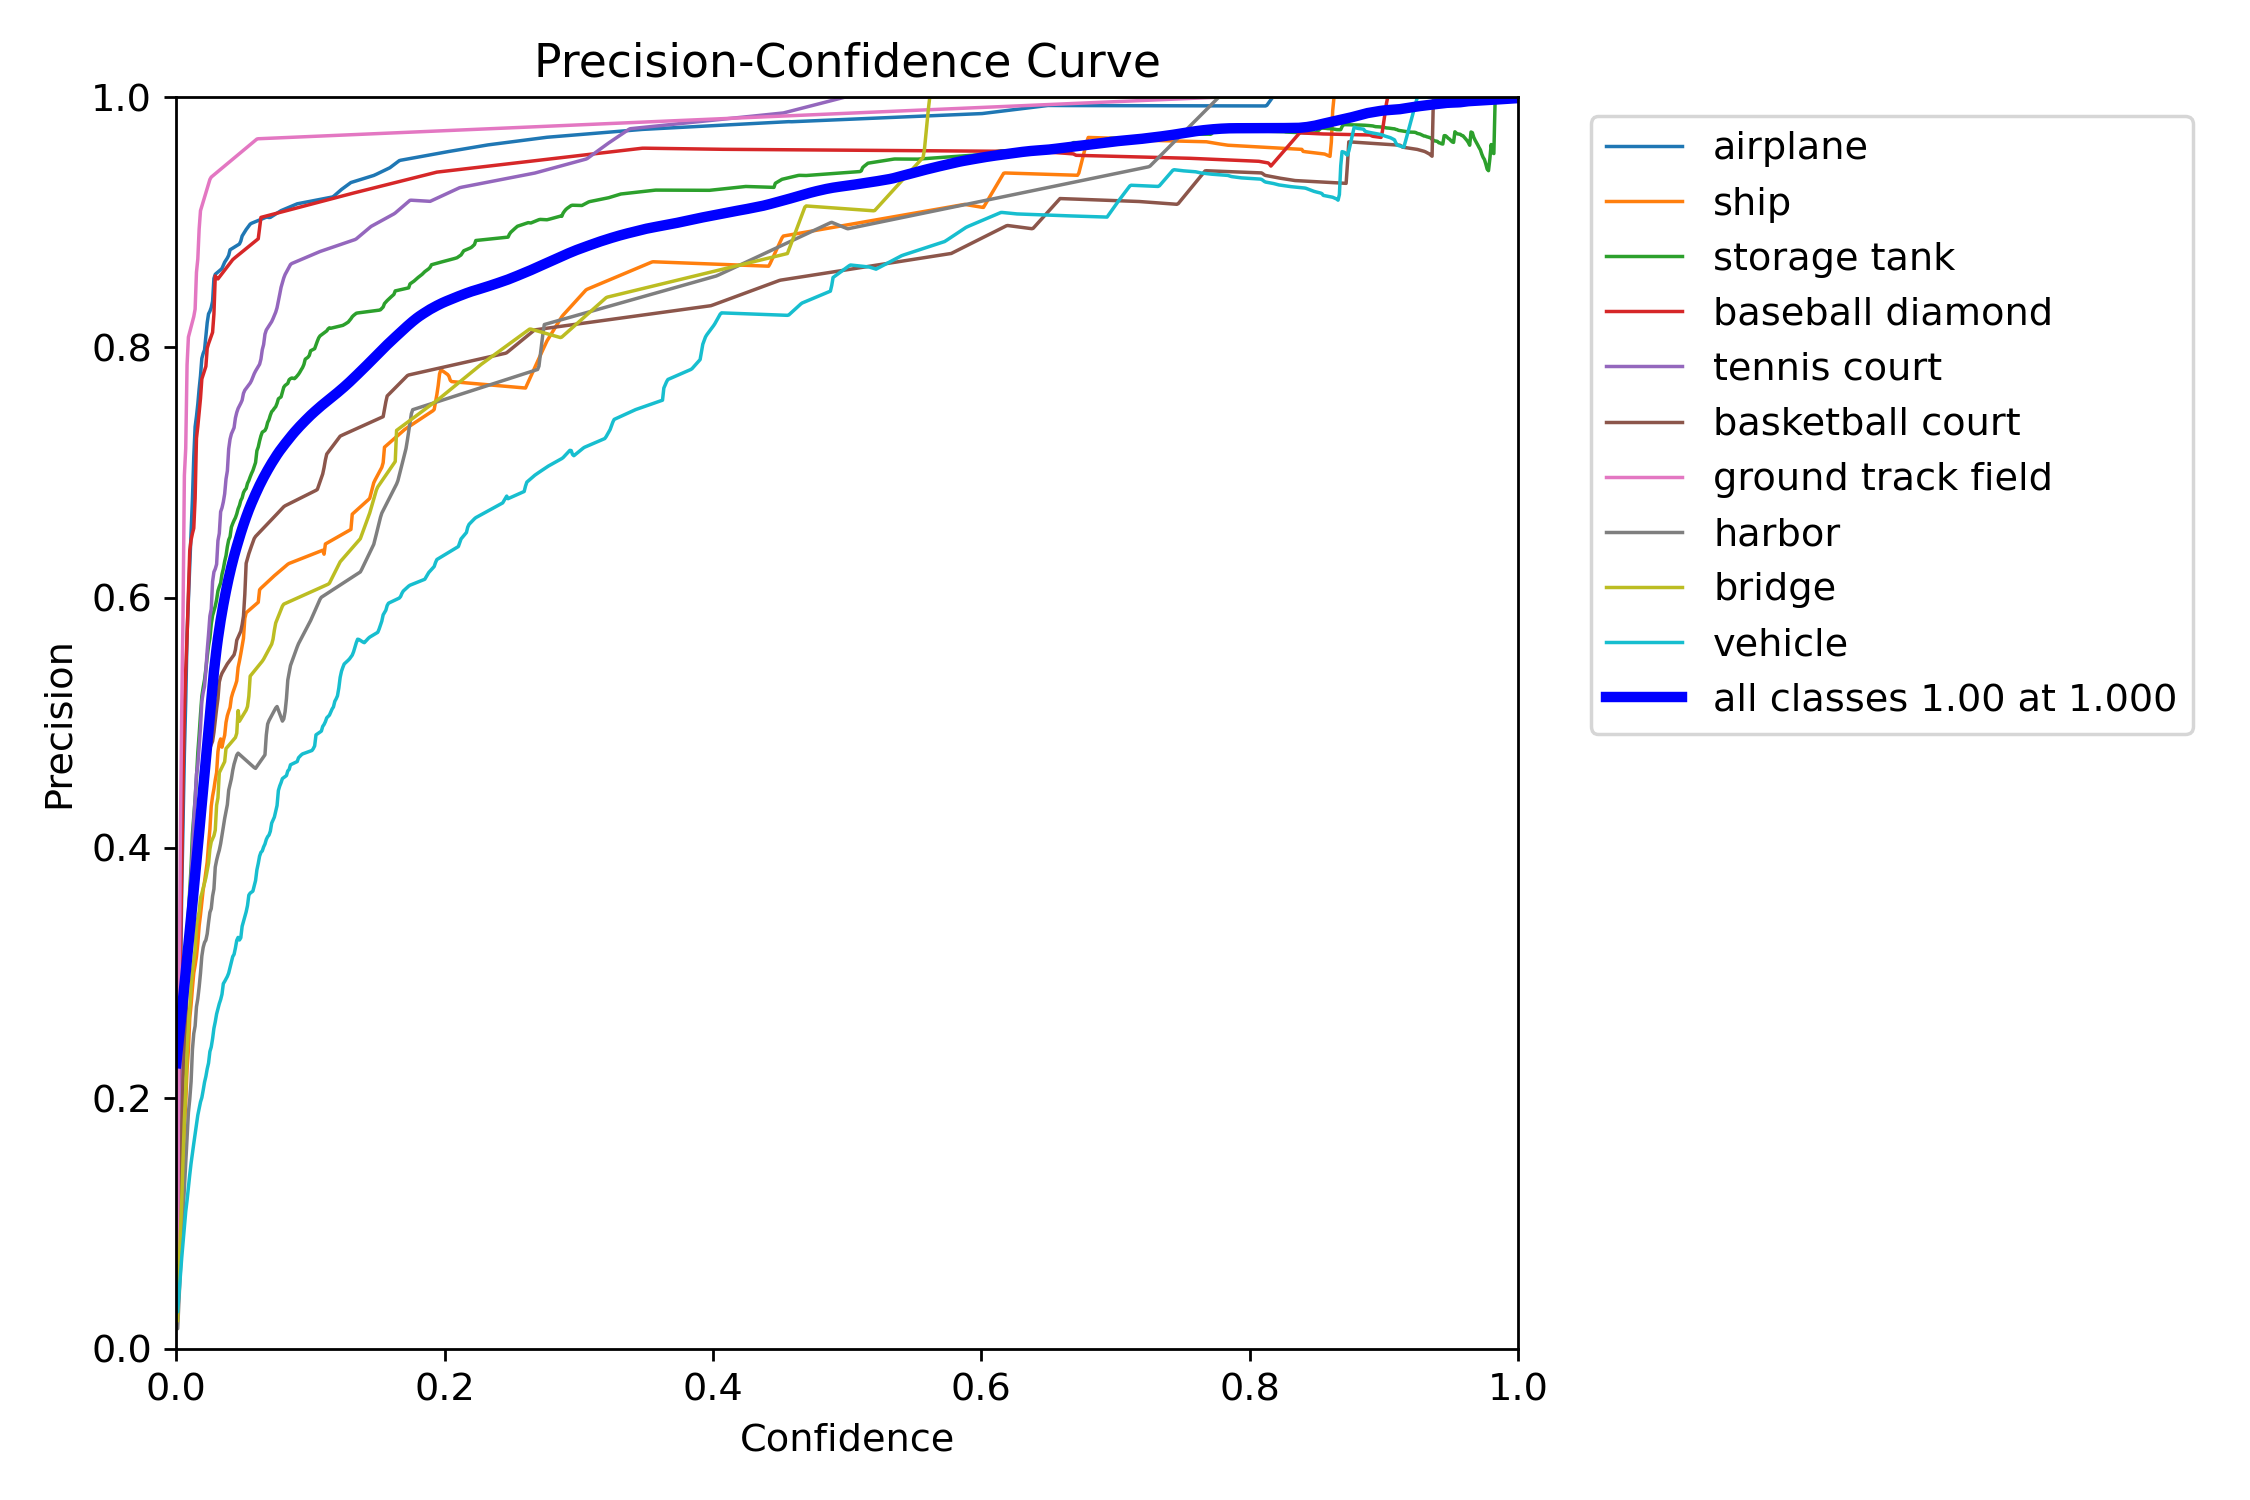 Precision-Confidence Curve
1.0
0.8
0.6
0.4
0.2
0.0
Precision
0.0 0.2 0.4 0.6 0.8 1.0
Confidence
airplane
ship
storage tank
baseball diamond
tennis court
basketball court
ground track field
harbor
bridge
vehicle
all classes 1.00 at 1.000